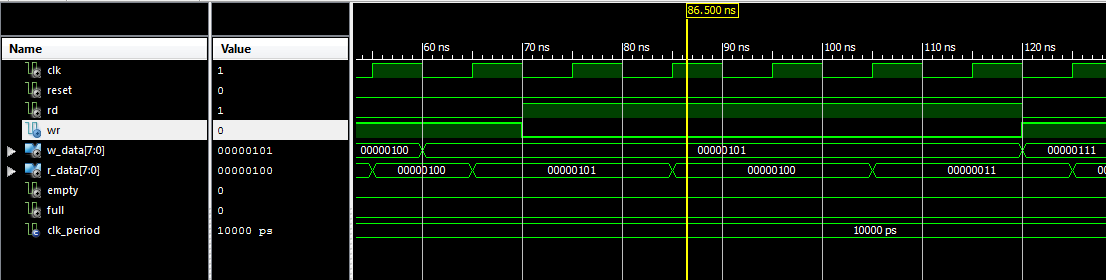 86.500 ns
Name Value
60 ns 70 ns 80 ns 90 ns 100 ns 110 ns 120 ns
clk 1
reset 0
rd 1
wr 0
w_data[7:0] 00000101 00000100 00000101 00000111
r_data[7:0] 00000100 00000100 00000101 00000100 00000011 00
empty 0
full 0
clk_period 10000 ps 10000 ps